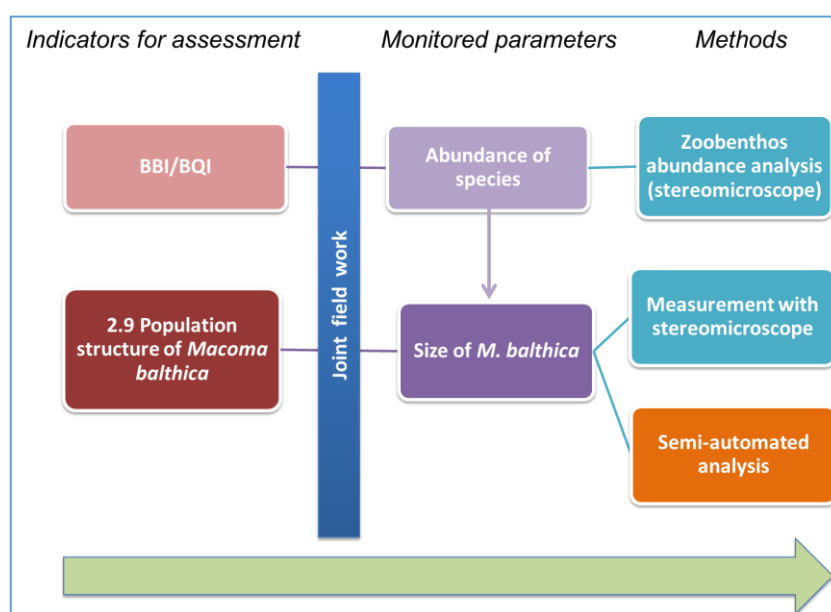 Indicators for assessment
Monitored parameters
Methods
BBI/BQI
Joint field work
Abundance of
species
Zoobenthos
abundance analysis
(stereomicroscope)
2.9 Population
structure of Macoma
balthica
Size of M. balthica
Measurement with
stereomicroscope
Semi-automated
analysis